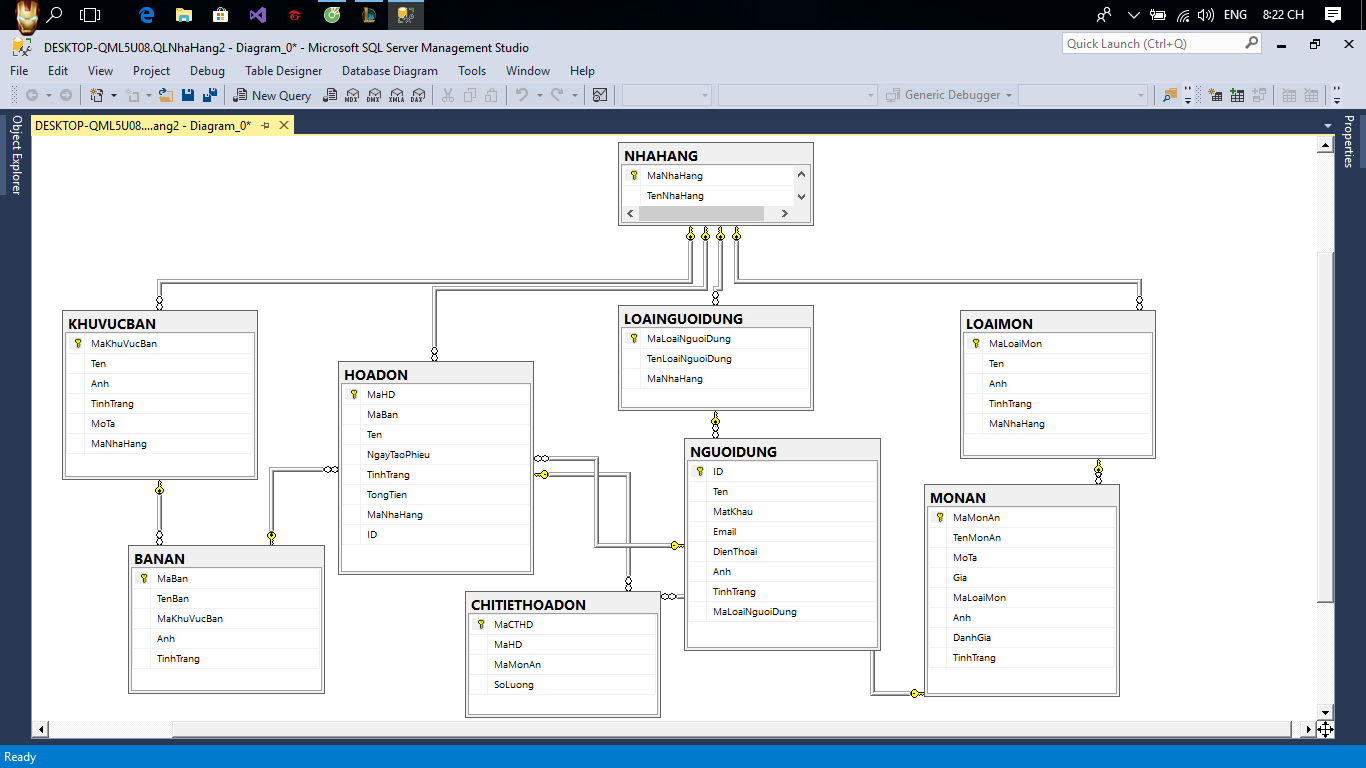 ENG
8:22 CH
DESKTOP-QML5U08.QLNhaHang2 - Diagram_0* - Microsoft SQL Server Management Studio
Quick Launch (Ctrl+Q)
File Edit View Project Debug Table Designer Database Diagram Tools Window Help
New Query
MDX DMX XMLA DAX
Generic Debugger
Object Explorer
DESKTOP-QML5U08....ang2 - Diagram_0*
Properties
NHAHANG
MaNhaHang
TenNhaHang
KHUVUCBAN
MaKhuVucBan
Ten
Anh
TinhTrang
MoTa
MaNhaHang
HOADON
MaHD
MaBan
Ten
NgayTaoPhieu
TinhTrang
TongTien
MaNhaHang
ID
LOAINGUOIDUNG
MaLoaiNguoiDung
TenLoaiNguoiDung
MaNhaHang
LOAIMON
MaLoaiMon
Ten
Anh
TinhTrang
MaNhaHang
NGUOIDUNG
ID
Ten
MatKhau
Email
DienThoai
Anh
TinhTrang
MaLoaiNguoiDung
MONAN
MaMonAn
TenMonAn
MoTa
Gia
MaLoaiMon
Anh
DanhGia
TinhTrang
BANAN
MaBan
TenBan
MaKhuVucBan
Anh
TinhTrang
CHITIETHOADON
MaCTHD
MaHD
MaMonAn
SoLuong
Ready